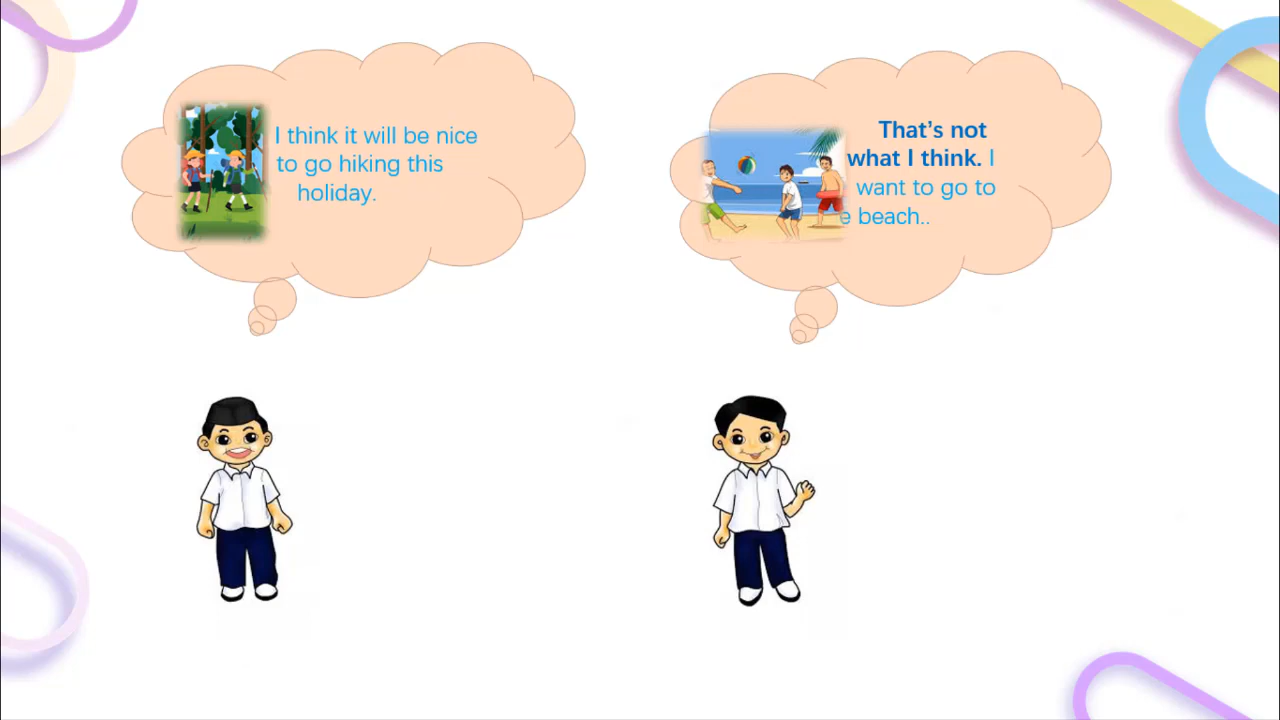 I think it will be nice
to go hiking this
holiday.
That's not
what I think. I
want to go to
e beach..